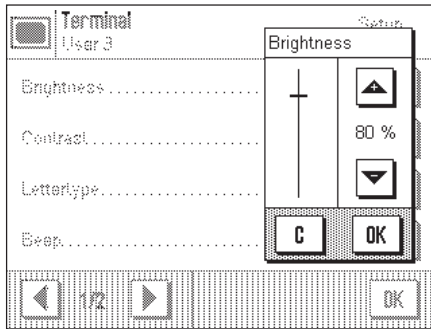 Terminal
Setup
User 3
Brightness
Brightness..................
80 %
Contrast....................
Lettertype..................
Beep........................
C
OK
1/2
OK